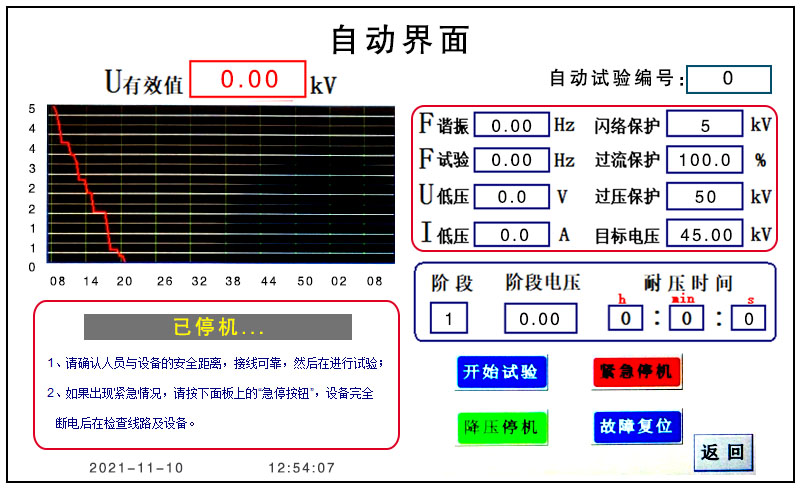 自动界面
U有效值 0.00 kV
自动试验编号: 0
5
4
4
3
2
2
1
1
0
08 14 20 26 32 38 44 50 02 08
F谐振 0.00 Hz 闪络保护 5 kV
F试验 0.00 Hz 过流保护 100.0 %
U低压 0.0 V 过压保护 50 kV
I低压 0.0 A 目标电压 45.00 kV
阶段 阶段电压 耐压时间
h min s
1 0.00 0 : 0 : 0
已停机...
1、请确认人员与设备的安全距离，接线可靠，然后在进行试验；
2、如果出现紧急情况，请按下面板上的“急停按钮”，设备完全
断电后在检查线路及设备。
开始试验 紧急停机
降压停机 故障复位
返回
2021-11-10 12:54:07